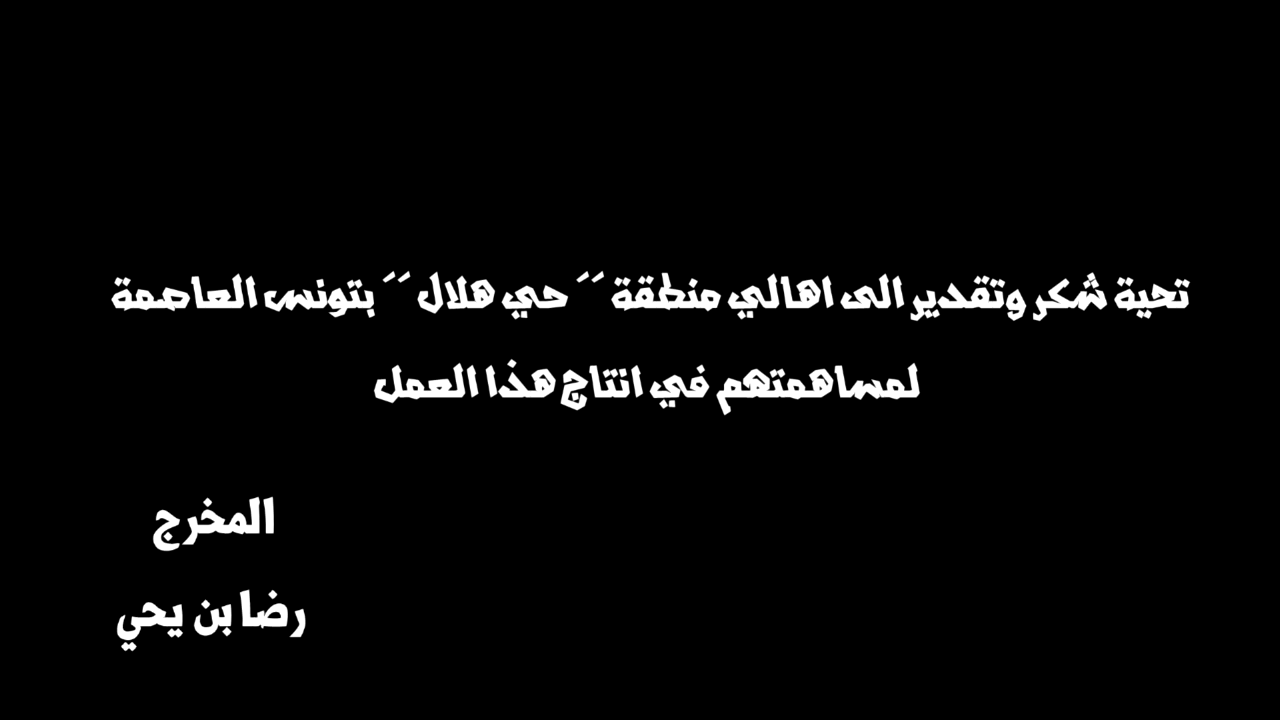 تحية شكر وتقدير الى اهالي منطقة ´´ حي هلال ´´ بتونس العاصمة
لمساهمتهم في انتاج هذا العمل
المخرج
رضا بن يحي